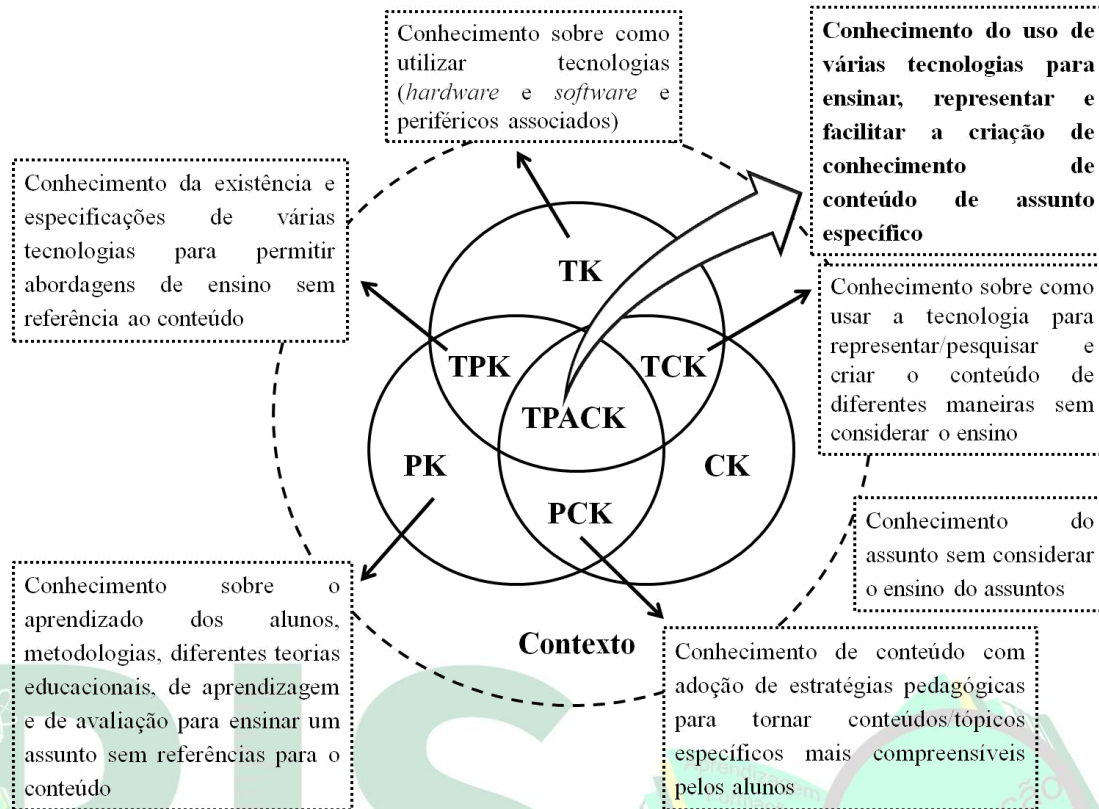 Conhecimento sobre como
utilizar tecnologias
(hardware e software e
periféricos associados)
Conhecimento do uso de
várias tecnologias para
ensinar, representar e
facilitar a criação de
conhecimento de
conteúdo de assunto
específico
Conhecimento da existência e
especificações de várias
tecnologias para permitir
abordagens de ensino sem
referência ao conteúdo
TK
TPK
TCK
TPACK
PK
CK
PCK
Conhecimento sobre como
usar a tecnologia para
representar/pesquisar e
criar o conteúdo de
diferentes maneiras sem
considerar o ensino
Conhecimento do
assunto sem considerar
o ensino do assuntos
Conhecimento sobre o
aprendizado dos alunos,
metodologias, diferentes teorias
educacionais, de aprendizagem
e de avaliação para ensinar um
assunto sem referências para o
conteúdo
Contexto
Conhecimento de conteúdo com
adoção de estratégias pedagógicas
para tornar conteúdos/tópicos
específicos mais compreensíveis
pelos alunos
DIS